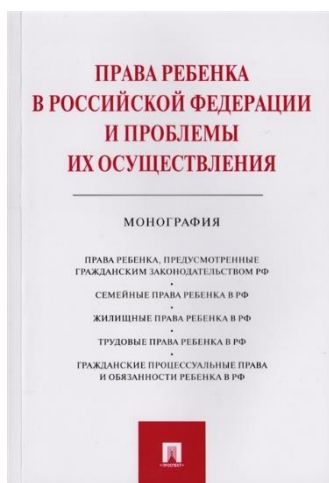 ПРАВА РЕБЕНКА
В РОССИЙСКОЙ ФЕДЕРАЦИИ
И ПРОБЛЕМЫ
ИХ ОСУЩЕСТВЛЕНИЯ
МОНОГРАФИЯ
ПРАВА РЕБЕНКА, ПРЕДУСМОТРЕННЫЕ
ГРАЖДАНСКИМ ЗАКОНОДАТЕЛЬСТВОМ РФ
•
СЕМЕЙНЫЕ ПРАВА РЕБЕНКА В РФ
•
ЖИЛИЩНЫЕ ПРАВА РЕБЕНКА В РФ
•
ТРУДОВЫЕ ПРАВА РЕБЕНКА В РФ
•
ГРАЖДАНСКИЕ ПРОЦЕССУАЛЬНЫЕ ПРАВА
И ОБЯЗАННОСТИ РЕБЕНКА В РФ
•ПРОСПЕКТ•